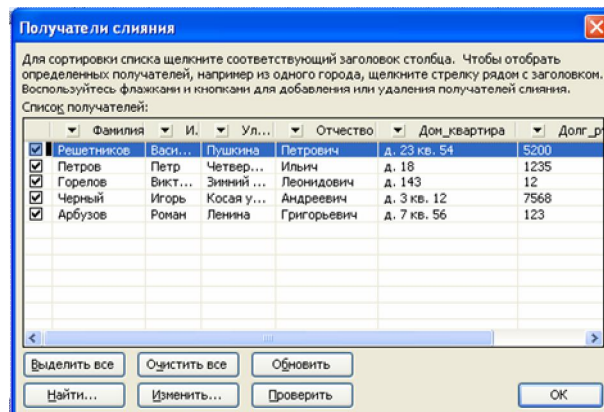 Получатели слияния
Для сортировки списка щелкните соответствующий заголовок столбца. Чтобы отобрать
определенных получателей, например из одного города, щелкните стрелку рядом с заголовком.
Воспользуйтесь флажками и кнопками для добавления или удаления получателей слияния.
Список получателей:
Фамилия И. Ул... Отчество Дом_квартира Долг_р
Решетников Васи... Пушкина Петрович д. 23 кв. 54 5200
Петров Петр Четвер... Ильич д. 18 1235
Горелов Викт... Зимний ... Леонидович д. 143 12
Черный Игорь Косая у... Андреевич д. 3 кв. 12 7568
Арбузов Роман Ленина Григорьевич д. 7 кв. 56 123
Выделить все Очистить все Обновить
Найти... Изменить... Проверить OK